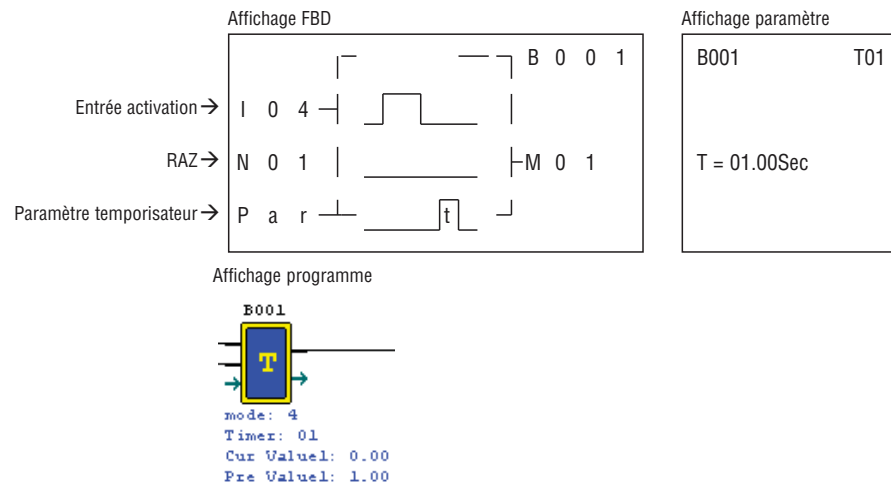 Affichage FBD
Affichage paramètre
B 0 0 1
B001 T01
Entrée activation → I 0 4
RAZ → N 0 1 M 0 1 T = 01.00Sec
Paramètre temporisateur → P a r t
Affichage programme
B001
T
mode: 4
Timer: 01
Cur Value1: 0.00
Pre Value1: 1.00